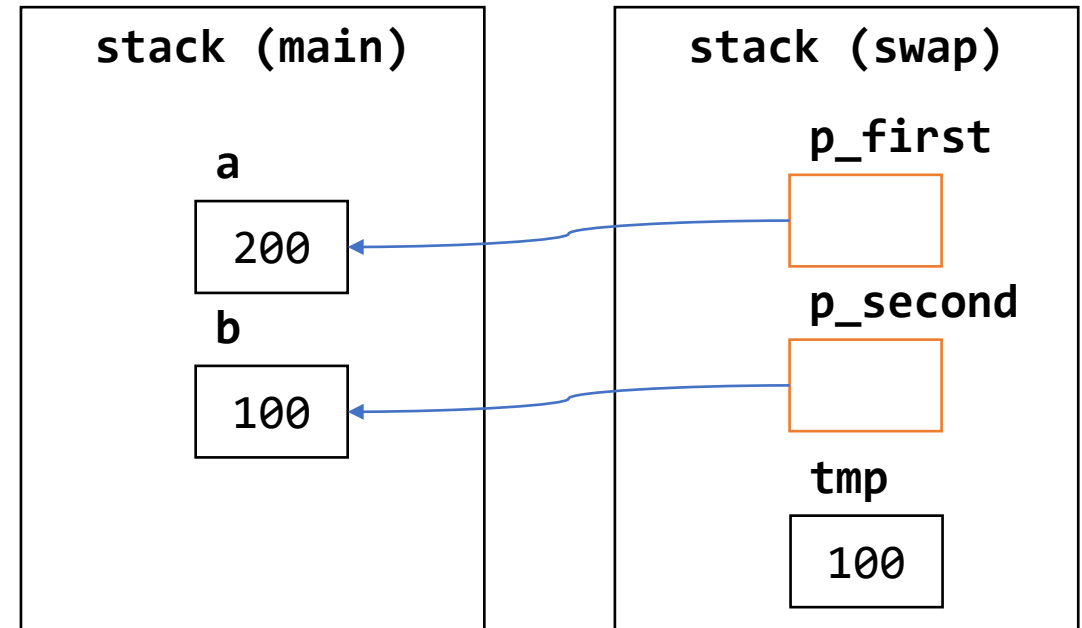 stack (main)
a
200
b
100
stack (swap)
p_first
p_second
tmp
100